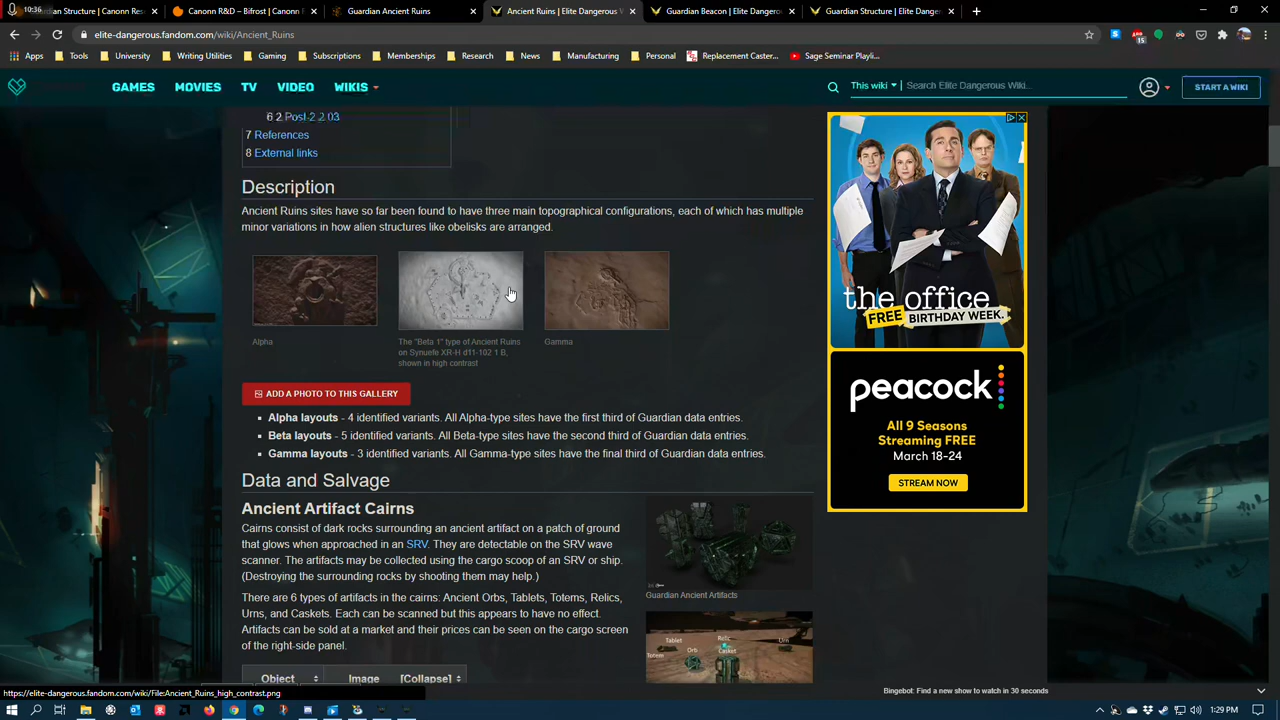 10:36
uardian Structure | Canonn Res
Canonn R&D – Bifrost | Canonn F
Guardian Ancient Ruins
Ancient Ruins | Elite Dangerous W
Guardian Beacon | Elite Dangerou
Guardian Structure | Elite Danger
elite-dangerous.fandom.com/wiki/Ancient_Ruins
15
Apps Tools University Writing Utilities Gaming Subscriptions Memberships Research News Manufacturing Personal Replacement Caster... Sage Seminar Playli...
GAMES MOVIES TV VIDEO WIKIS This wiki Search Elite Dangerous Wiki... START A WIKI
6.2 Post-2.2.03
7 References
8 External links
Description
Ancient Ruins sites have so far been found to have three main topographical configurations, each of which has multiple
minor variations in how alien structures like obelisks are arranged.
Alpha
The "Beta 1" type of Ancient Ruins
on Synuefe XR-H d11-102 1 B,
shown in high contrast
Gamma
ADD A PHOTO TO THIS GALLERY
Alpha layouts - 4 identified variants. All Alpha-type sites have the first third of Guardian data entries.
Beta layouts - 5 identified variants. All Beta-type sites have the second third of Guardian data entries.
Gamma layouts - 3 identified variants. All Gamma-type sites have the final third of Guardian data entries.
Data and Salvage
Ancient Artifact Cairns
Cairns consist of dark rocks surrounding an ancient artifact on a patch of ground
that glows when approached in an SRV. They are detectable on the SRV wave
scanner. The artifacts may be collected using the cargo scoop of an SRV or ship.
(Destroying the surrounding rocks by shooting them may help.)
There are 6 types of artifacts in the cairns: Ancient Orbs, Tablets, Totems, Relics,
Urns, and Caskets. Each can be scanned but this appears to have no effect.
Artifacts can be sold at a market and their prices can be seen on the cargo screen
of the right-side panel.
Object Image [Collapse]
Guardian Ancient Artifacts
Tablet
Relic
Urn
Orb
Casket
Totem
the office
FREE BIRTHDAY WEEK.
peacock
All 9 Seasons
Streaming FREE
March 18-24
STREAM NOW
Bingebot: Find a new show to watch in 30 seconds
https://elite-dangerous.fandom.com/wiki/File:Ancient_Ruins_high_contrast.png
1:29 PM